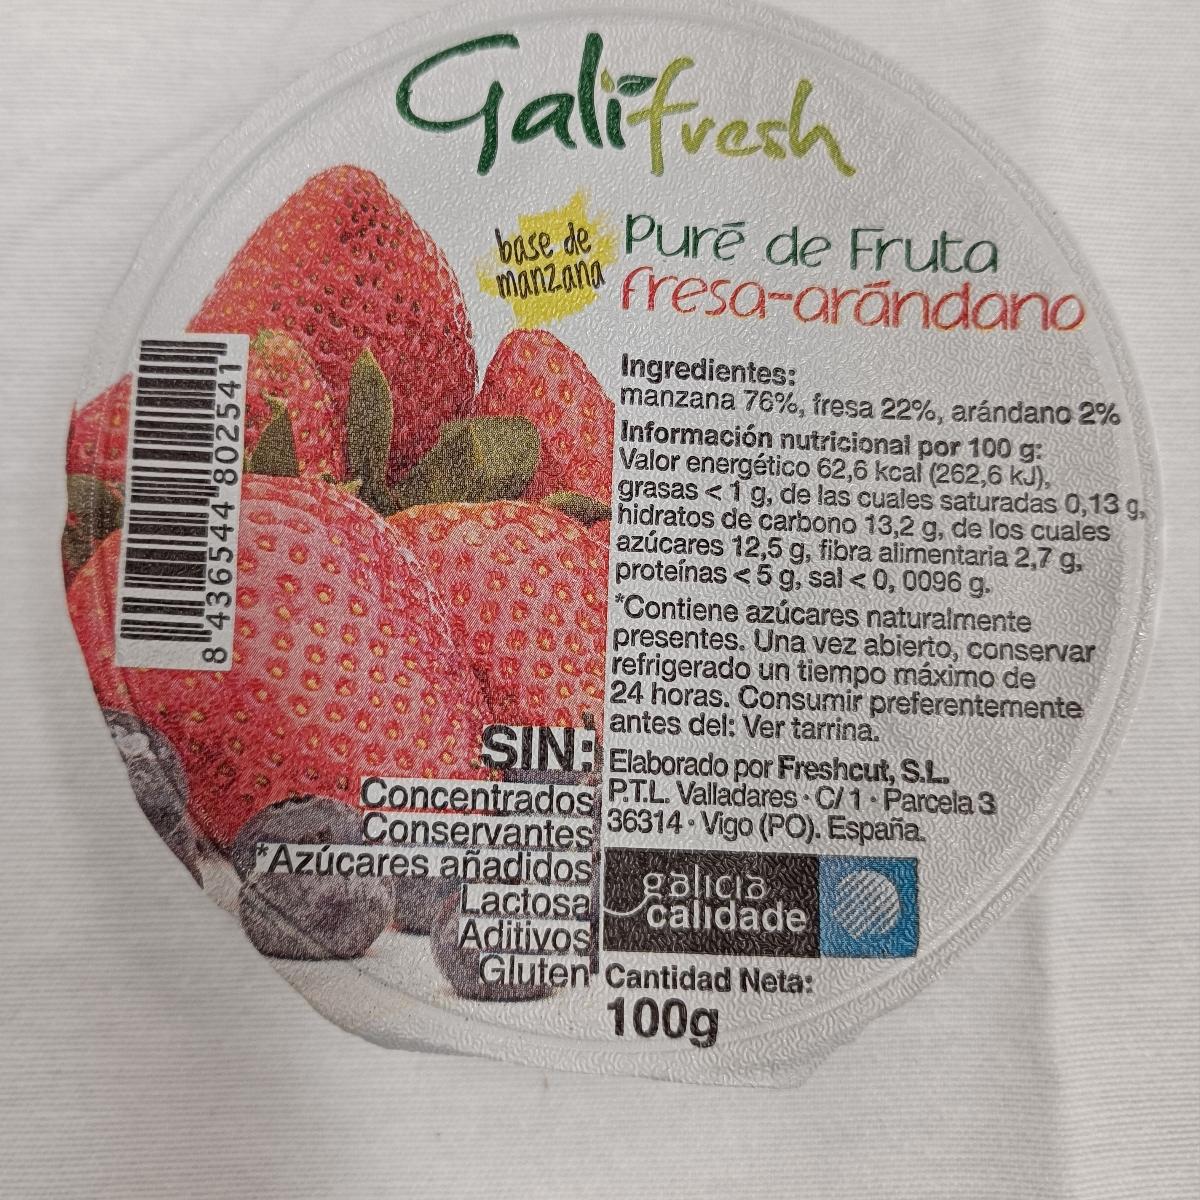 Galifresh
base de
manzana
Puré de Fruta
fresa-arándano
Ingredientes:
manzana 76%, fresa 22%, arándano 2%
Información nutricional por 100 g:
Valor energético 62,6 kcal (262,6 kJ),
grasas < 1 g, de las cuales saturadas 0,13 g,
hidratos de carbono 13,2 g, de los cuales
azúcares 12,5 g, fibra alimentaria 2,7 g,
proteínas < 5 g, sal < 0, 0096 g.
*Contiene azúcares naturalmente
presentes. Una vez abierto, conservar
refrigerado un tiempo máximo de
24 horas. Consumir preferentemente
antes del: Ver tarrina.
Elaborado por Freshcut, S.L.
P.T.L. Valladares · C/ 1 · Parcela 3
36314 · Vigo (PO). España.
galicia
calidade
Cantidad Neta:
100g
SIN:
Concentrados
Conservantes
*Azúcares añadidos
Lactosa
Aditivos
Gluten
8 436544 802541